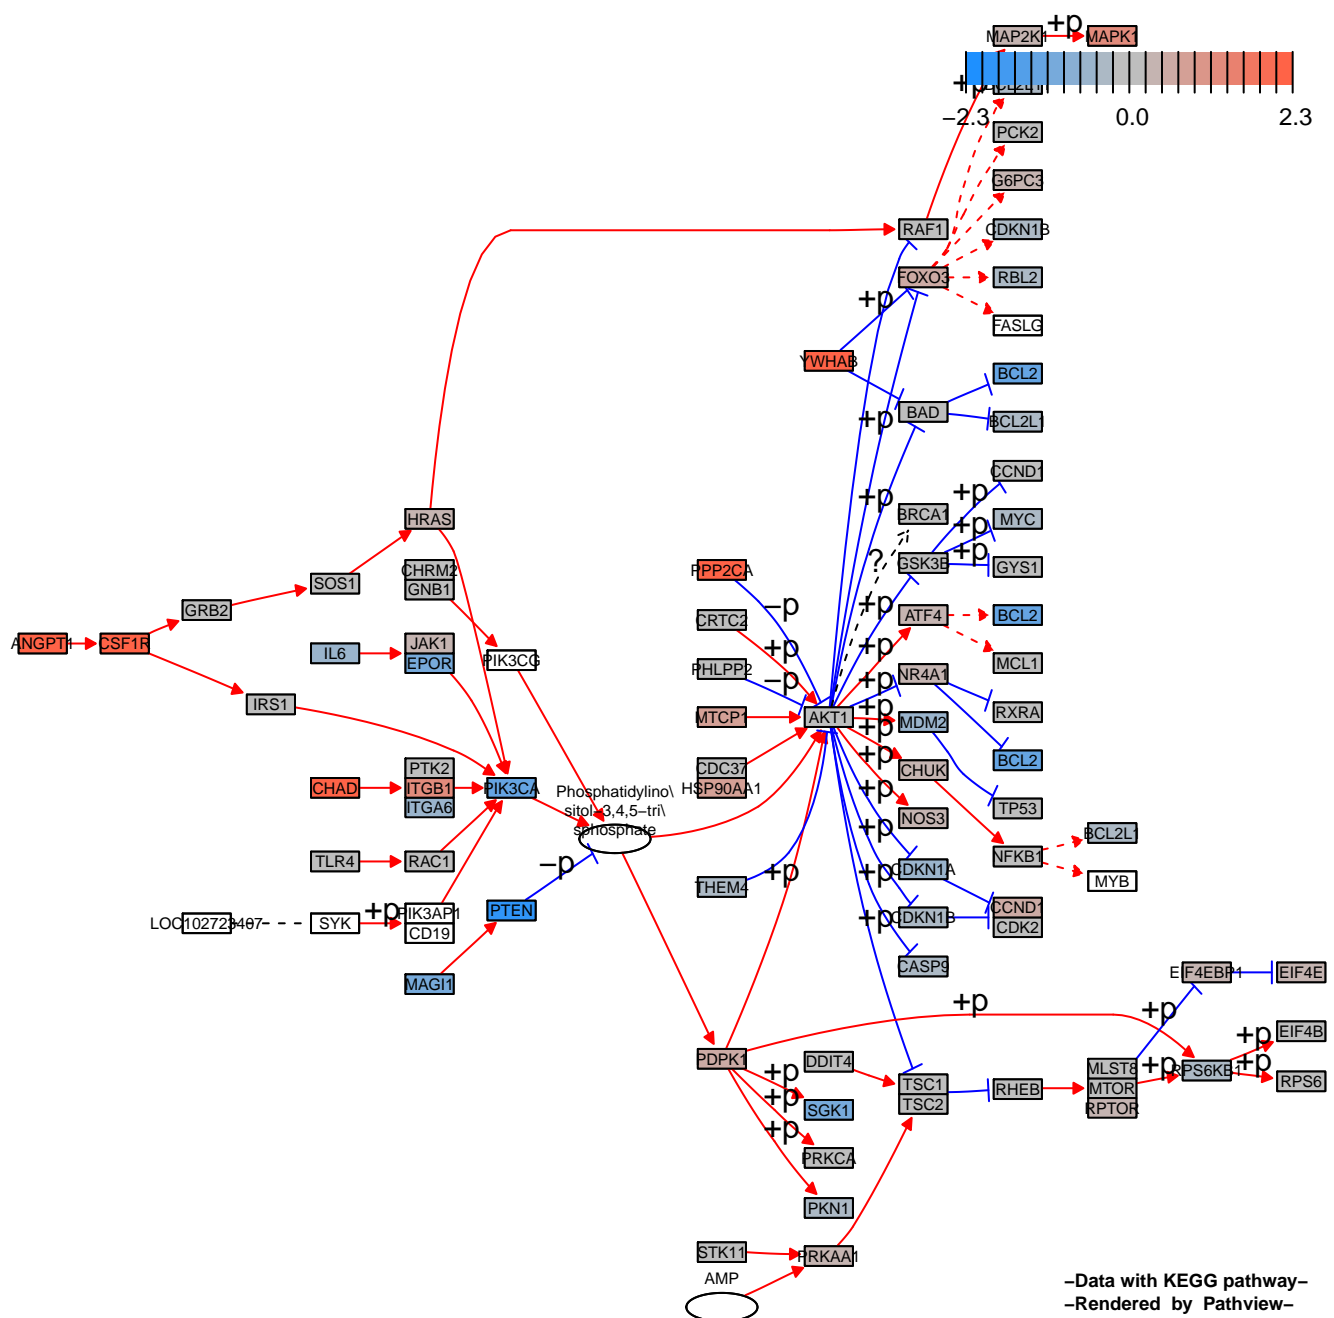 MAP2K1 +p MAPK1
+p BCL2L11
−2.3 0.0 2.3
PCK2
G6PC3
RAF1 CDKN1B
FOXO3 RBL2
+p
FASLG
YWHAB
BCL2
BAD
+p BCL2L1
CCND1
+p +p
BRCA1 MYC
HRAS +p
+p
? GSK3B GYS1
CHRM2 PPP2CA
SOS1 GNB1
−p +p
GRB2 CRTC2 ATF4 BCL2
ANGPT1 CSF1R JAK1 +p +p
IL6 PIK3CG MCL1
EPOR PHLPP2 −p +p NR4A1
IRS1 +p RXRA
MTCP1 AKT1 +p MDM2
+p BCL2
PTK2 CDC37 CHUK
CHAD ITGB1 PIK3CA HSP90AA1 +p
Phosphatidylino\
ITGA6 sitol−3,4,5−tri\ NOS3 TP53
sphosphate +p
BCL2L1
TLR4 RAC1 −p +p +p CDKN1A NFKB1
THEM4 MYB
LOC102723407 SYK +p PIK3AP1 PTEN +p CDKN1B CCND1
CD19 CDK2
CASP9
MAGI1 EIF4EBP1 EIF4E
+p +p
+p EIF4B
PDPK1 DDIT4 MLST8 +p RPS6KB1 +p
+p TSC1 RHEB MTOR RPS6
+p SGK1 TSC2 RPTOR
+p
PRKCA
PKN1
STK11 PRKAA1
AMP
−Data with KEGG pathway−
−Rendered by Pathview−